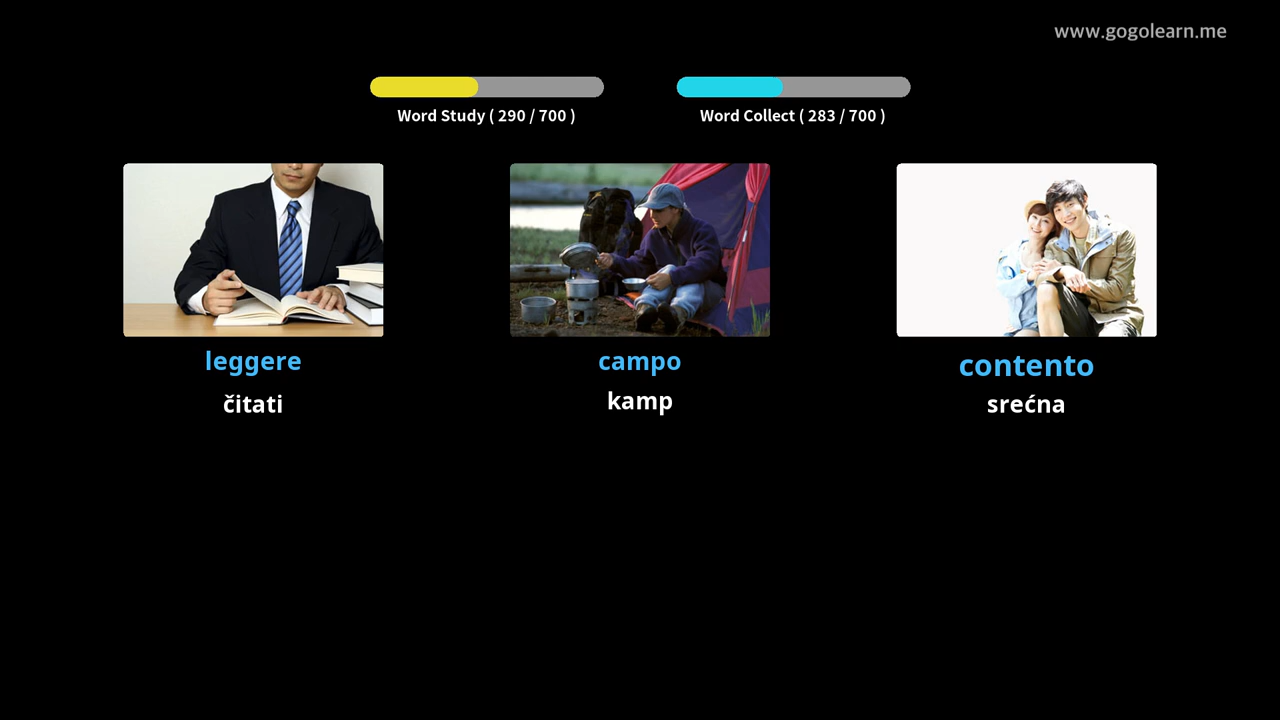 www.gogolearn.me
Word Study ( 290 / 700 )
Word Collect ( 283 / 700 )
leggere
campo
contento
čitati
kamp
srećna